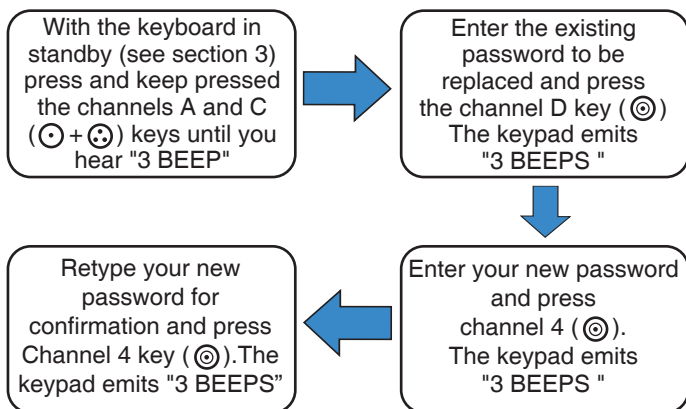 With the keyboard in
standby (see section 3)
press and keep pressed
the channels A and C
(⊙ + ) keys until you
hear "3 BEEP"
Enter the existing
password to be
replaced and press
the channel D key (◎)
The keypad emits
"3 BEEPS "
Enter your new password
and press
channel 4 (◎).
The keypad emits
"3 BEEPS "
Retype your new
password for
confirmation and press
Channel 4 key (◎).The
keypad emits "3 BEEPS”